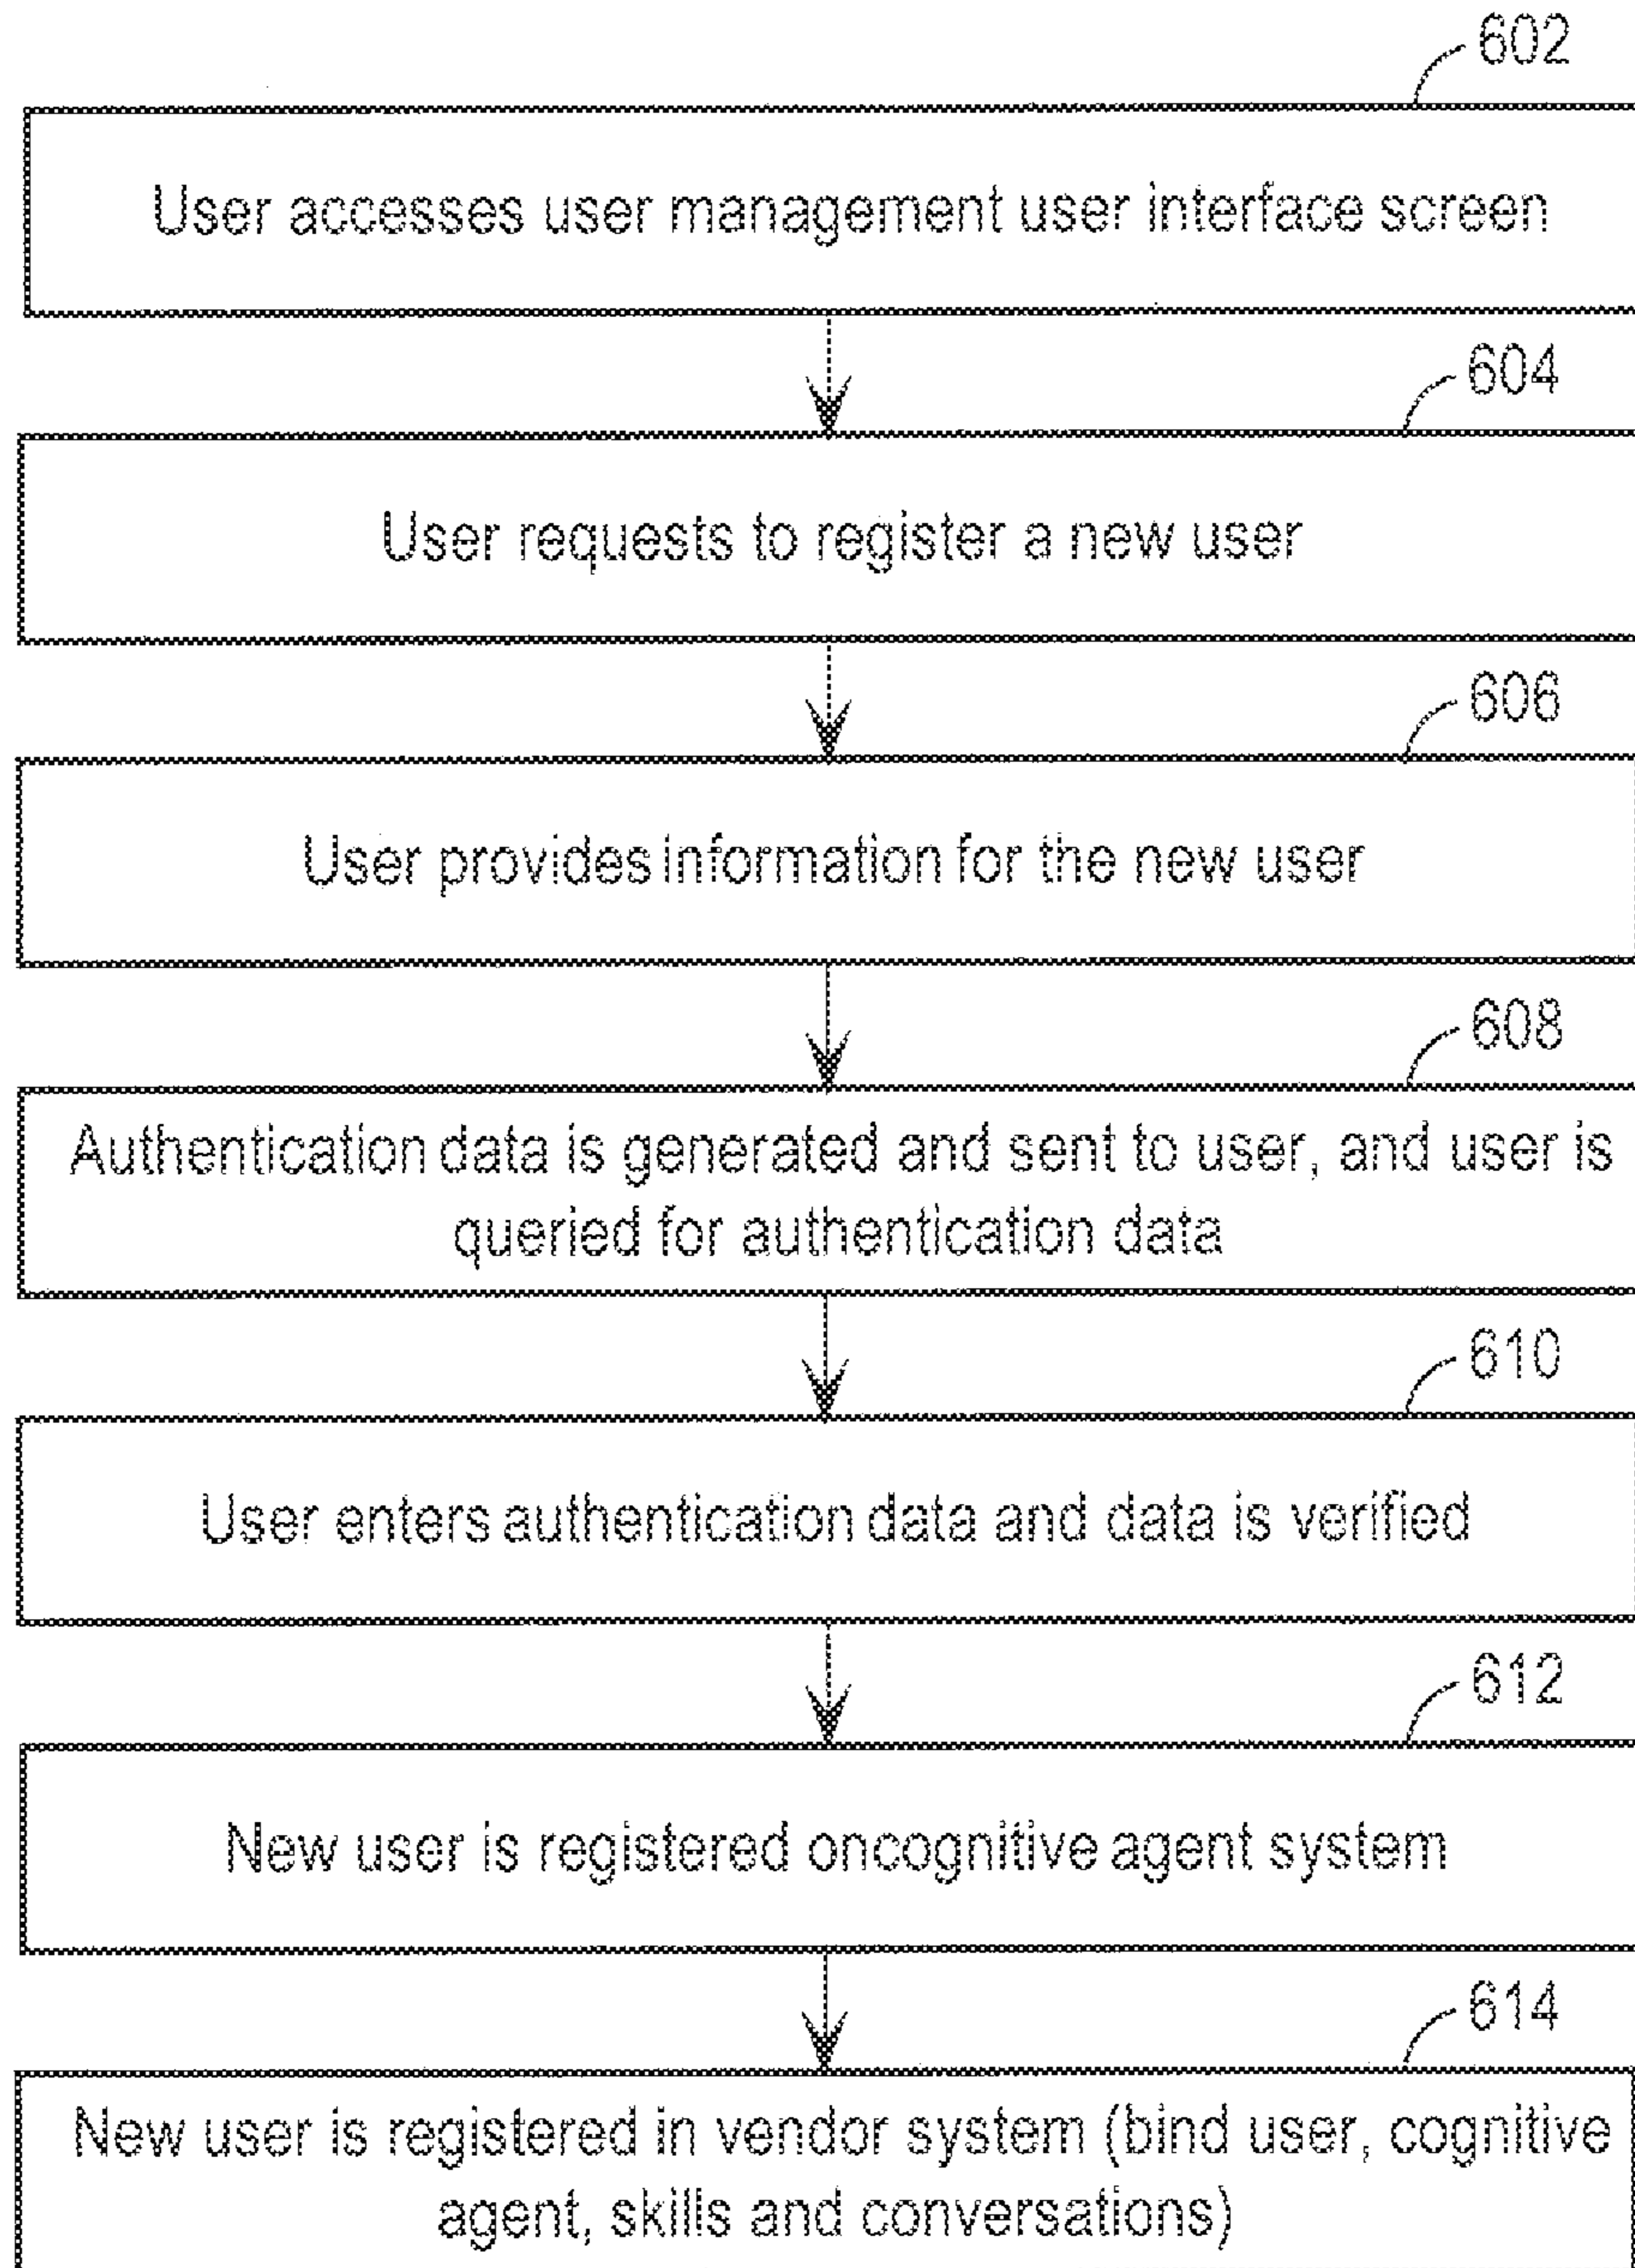 602
User accesses user management user interface screen
604
User requests to register a new user
606
User provides information for the new user
608
Authentication data is generated and sent to user, and user is
queried for authentication data
610
User enters authentication data and data is verified
612
New user is registered oncognitive agent system
614
New user is registered in vendor system (bind user, cognitive
agent, skills and conversations)